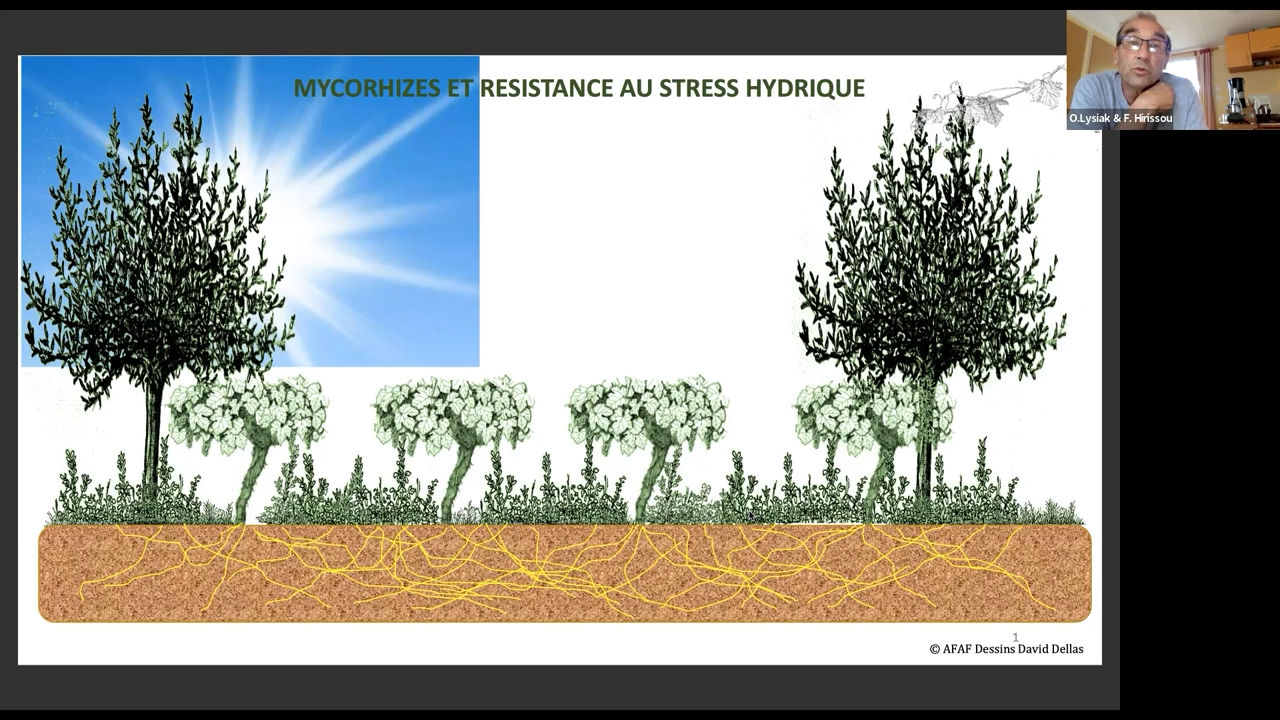 MYCORHIZES ET RESISTANCE AU STRESS HYDRIQUE
O.Lysiak & F. Hirissou
1
© AFAF Dessins David Dellas